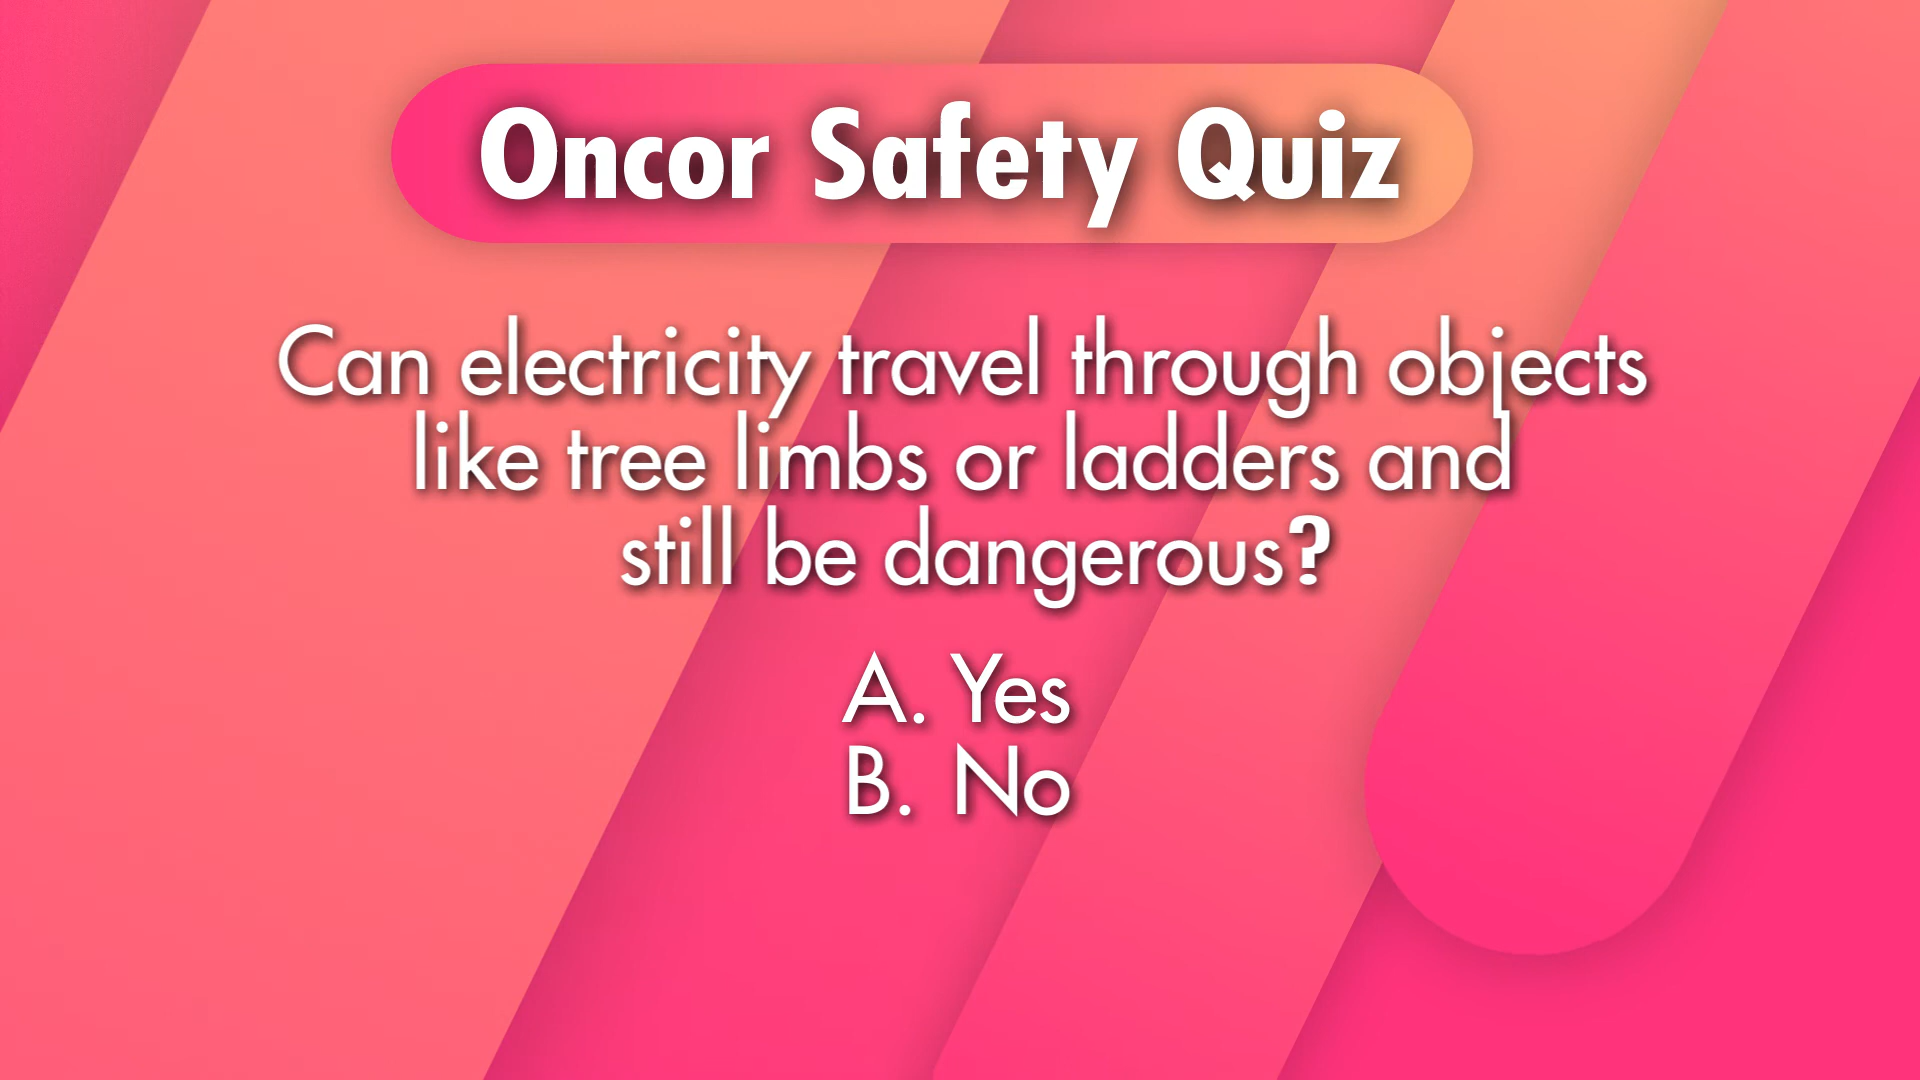 Oncor Safety Quiz
Can electricity travel through objects
like tree limbs or ladders and
still be dangerous?
A. Yes
B. No